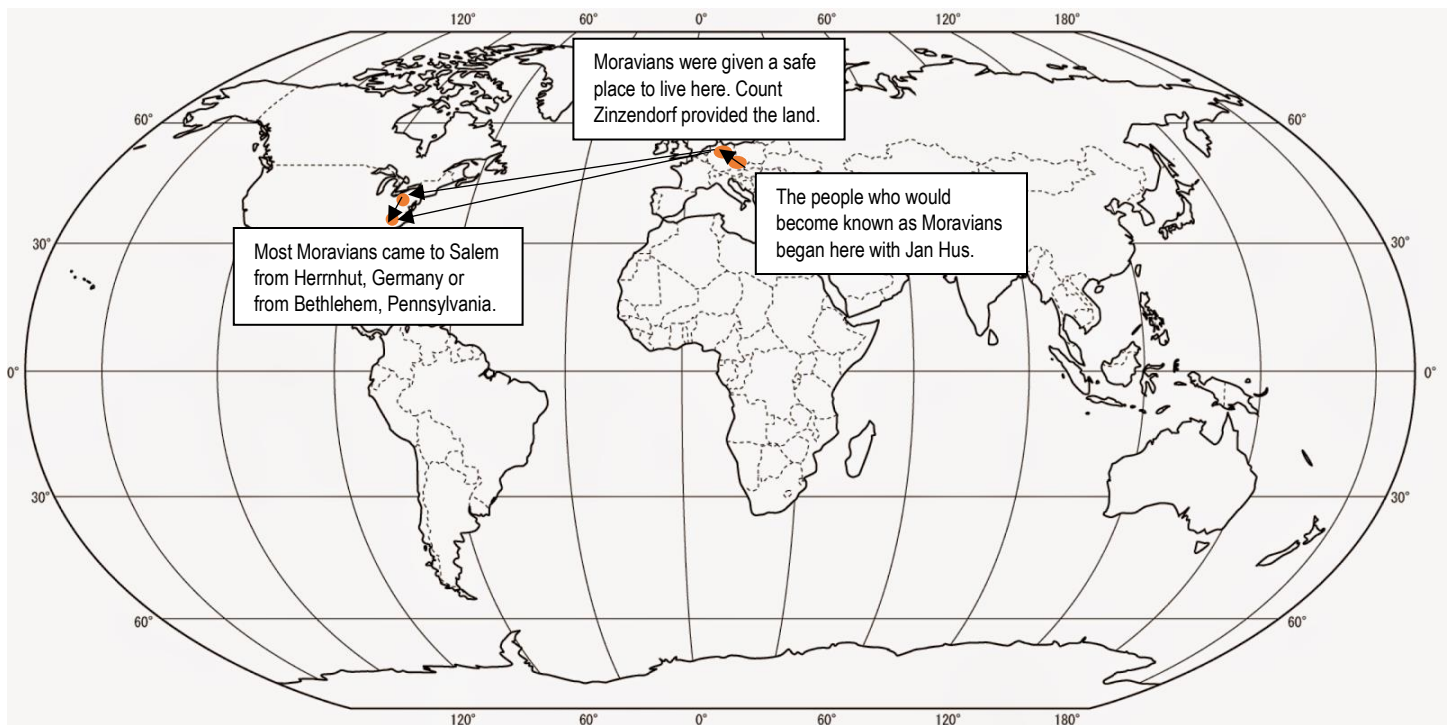 120° 60° 0° 60° 120° 180°
Moravians were given a safe
place to live here. Count
Zinzendorf provided the land.
60° 60°
The people who would
become known as Moravians
began here with Jan Hus.
30° 30°
Most Moravians came to Salem
from Herrnhut, Germany or
from Bethlehem, Pennsylvania.
0° 0°
30° 30°
60° 60°
120° 60° 0° 60° 120° 180°